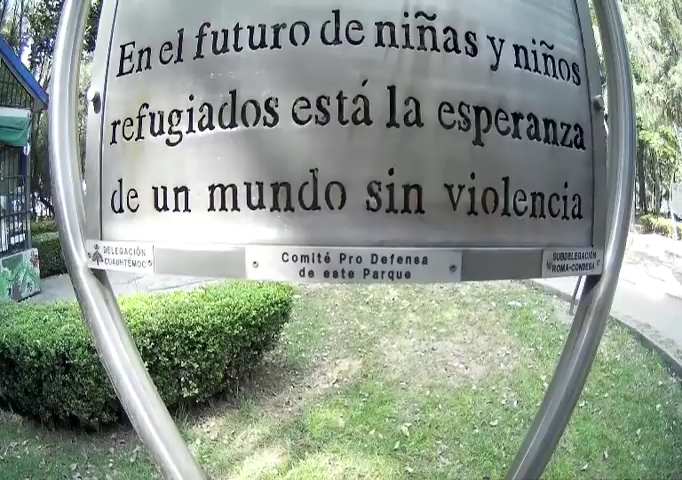 En el futuro de niñas y niños
refugiados está la esperanza
de un mundo sin violencia
DELEGACIÓN
CUAUHTEMOC
Comité Pro Defensa
de este Parque
SUBDELEGACIÓN
ROMA-CONDESA